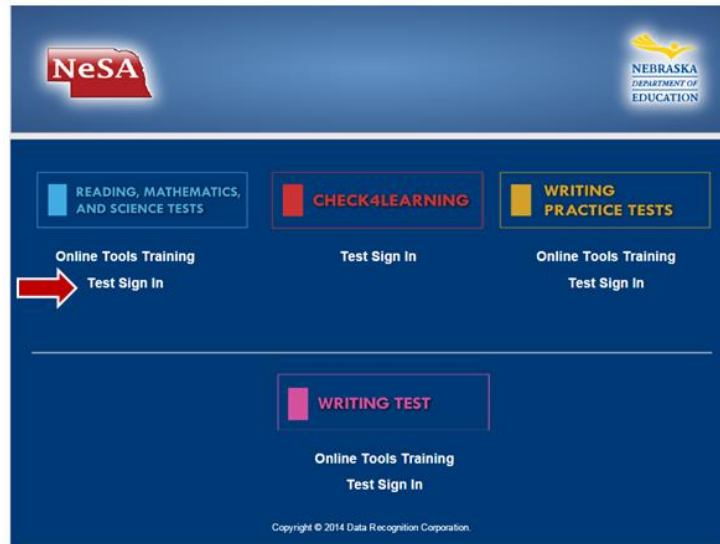 NeSA
NEBRASKA
DEPARTMENT OF
EDUCATION
READING, MATHEMATICS,
AND SCIENCE TESTS
Online Tools Training
Test Sign In
CHECK4LEARNING
Test Sign In
WRITING
PRACTICE TESTS
Online Tools Training
Test Sign In
WRITING TEST
Online Tools Training
Test Sign In
Copyright © 2014 Data Recognition Corporation.